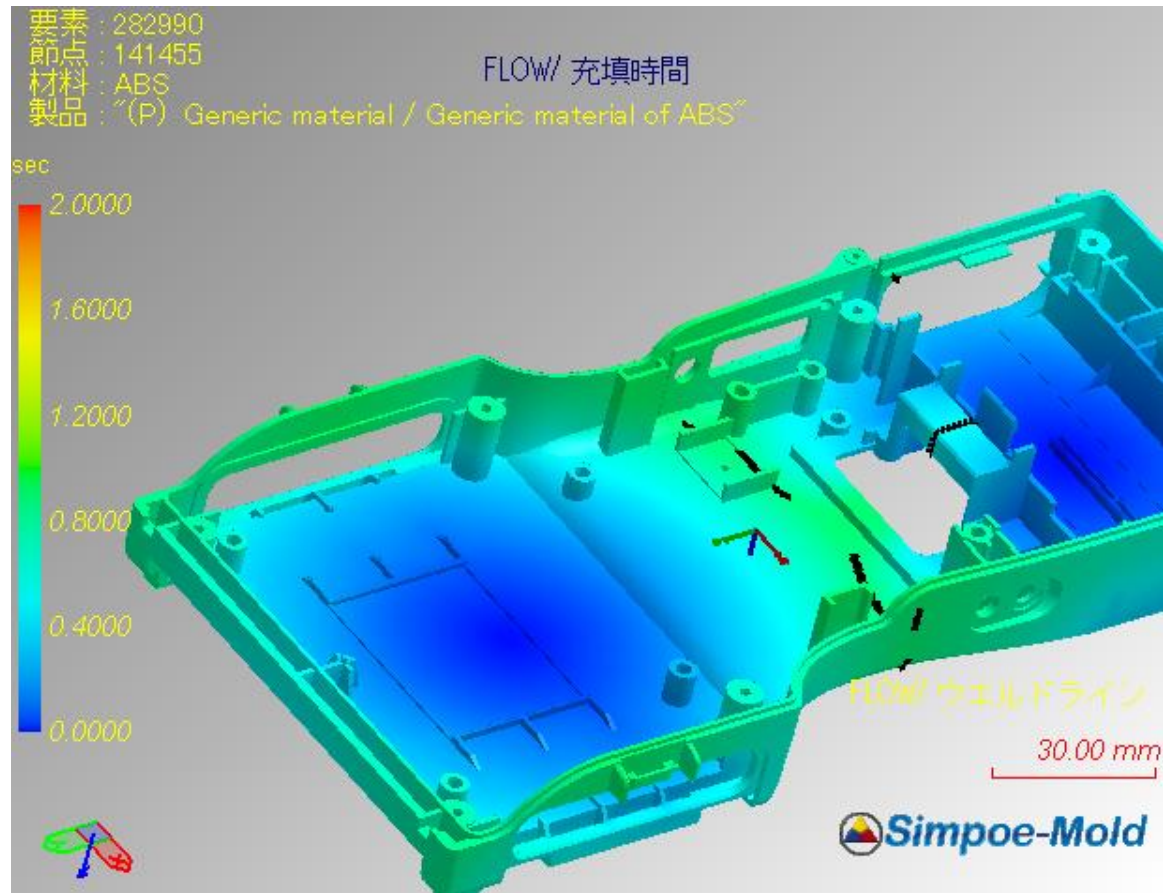 要素 : 282990
節点 : 141455
材料 : ABS
製品 : "(P) Generic material / Generic material of ABS"
FLOW/ 充填時間
sec
2.0000
1.6000
1.2000
0.8000
0.4000
0.0000
FLOW/ ウエルドライン
30.00 mm
Simpoe-Mold